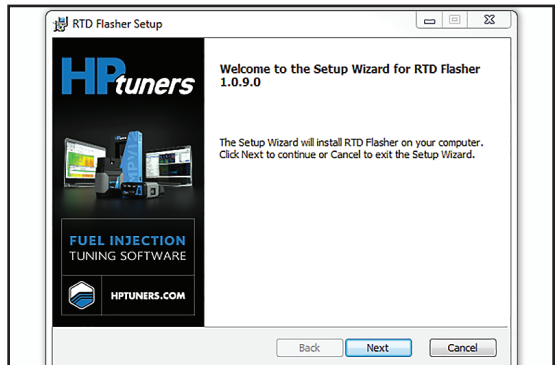 RTD Flasher Setup
HPtuners
Welcome to the Setup Wizard for RTD Flasher
1.0.9.0
The Setup Wizard will install RTD Flasher on your computer.
Click Next to continue or Cancel to exit the Setup Wizard.
MPVI
FUEL INJECTION
TUNING SOFTWARE
HPTUNERS.COM
Back
Next
Cancel